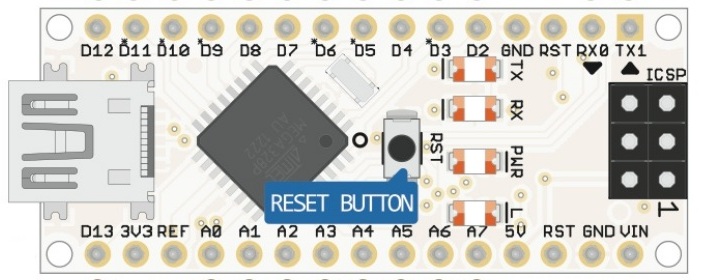 D12 *D11 *D10 *D9 D8 D7 *D6 *D5 D4 *D3 D2 GND RST RX0 TX1
TX
ICSP
RX
RST
PWR
1
RESET BUTTON
L
D13 3V3 REF A0 A1 A2 A3 A4 A5 A6 A7 5V RST GND VIN